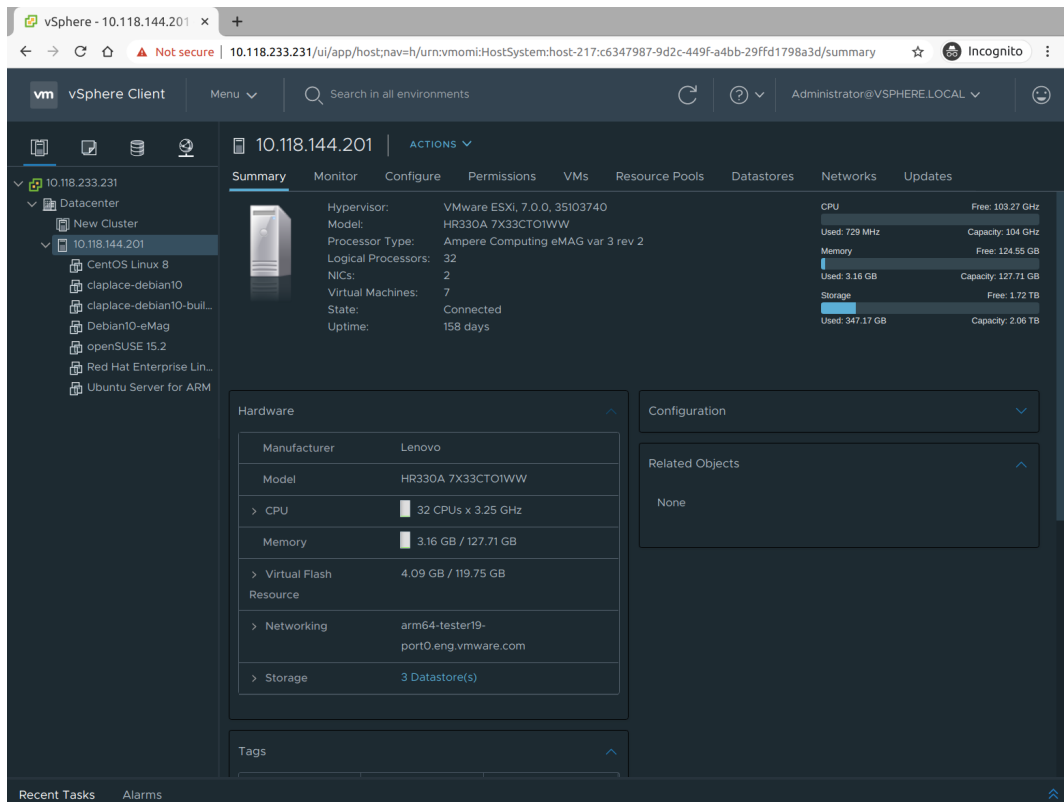 vSphere - 10.118.144.201
Not secure | 10.118.233.231/ui/app/host;nav=h/urn:vmomi:HostSystem:host-217:c6347987-9d2c-449f-a4bb-29ffd1798a3d/summary
Incognito
vm vSphere Client Menu Search in all environments Administrator@VSPHERE.LOCAL
10.118.144.201 ACTIONS
Summary Monitor Configure Permissions VMs Resource Pools Datastores Networks Updates
10.118.233.231
Datacenter
New Cluster
10.118.144.201
CentOS Linux 8
claplace-debian10
claplace-debian10-buil...
Debian10-eMag
openSUSE 15.2
Red Hat Enterprise Lin...
Ubuntu Server for ARM
Hypervisor: VMware ESXi, 7.0.0, 35103740
Model: HR330A 7X33CTO1WW
Processor Type: Ampere Computing eMAG var 3 rev 2
Logical Processors: 32
NICs: 2
Virtual Machines: 7
State: Connected
Uptime: 158 days
CPU Free: 103.27 GHz
Used: 729 MHz Capacity: 104 GHz
Memory Free: 124.55 GB
Used: 3.16 GB Capacity: 127.71 GB
Storage Free: 1.72 TB
Used: 347.17 GB Capacity: 2.06 TB
Hardware
Manufacturer Lenovo
Model HR330A 7X33CTO1WW
CPU 32 CPUs x 3.25 GHz
Memory 3.16 GB / 127.71 GB
Virtual Flash 4.09 GB / 119.75 GB
Resource
Networking arm64-tester19-
port0.eng.vmware.com
Storage 3 Datastore(s)
Tags
Configuration
Related Objects
None
Recent Tasks Alarms